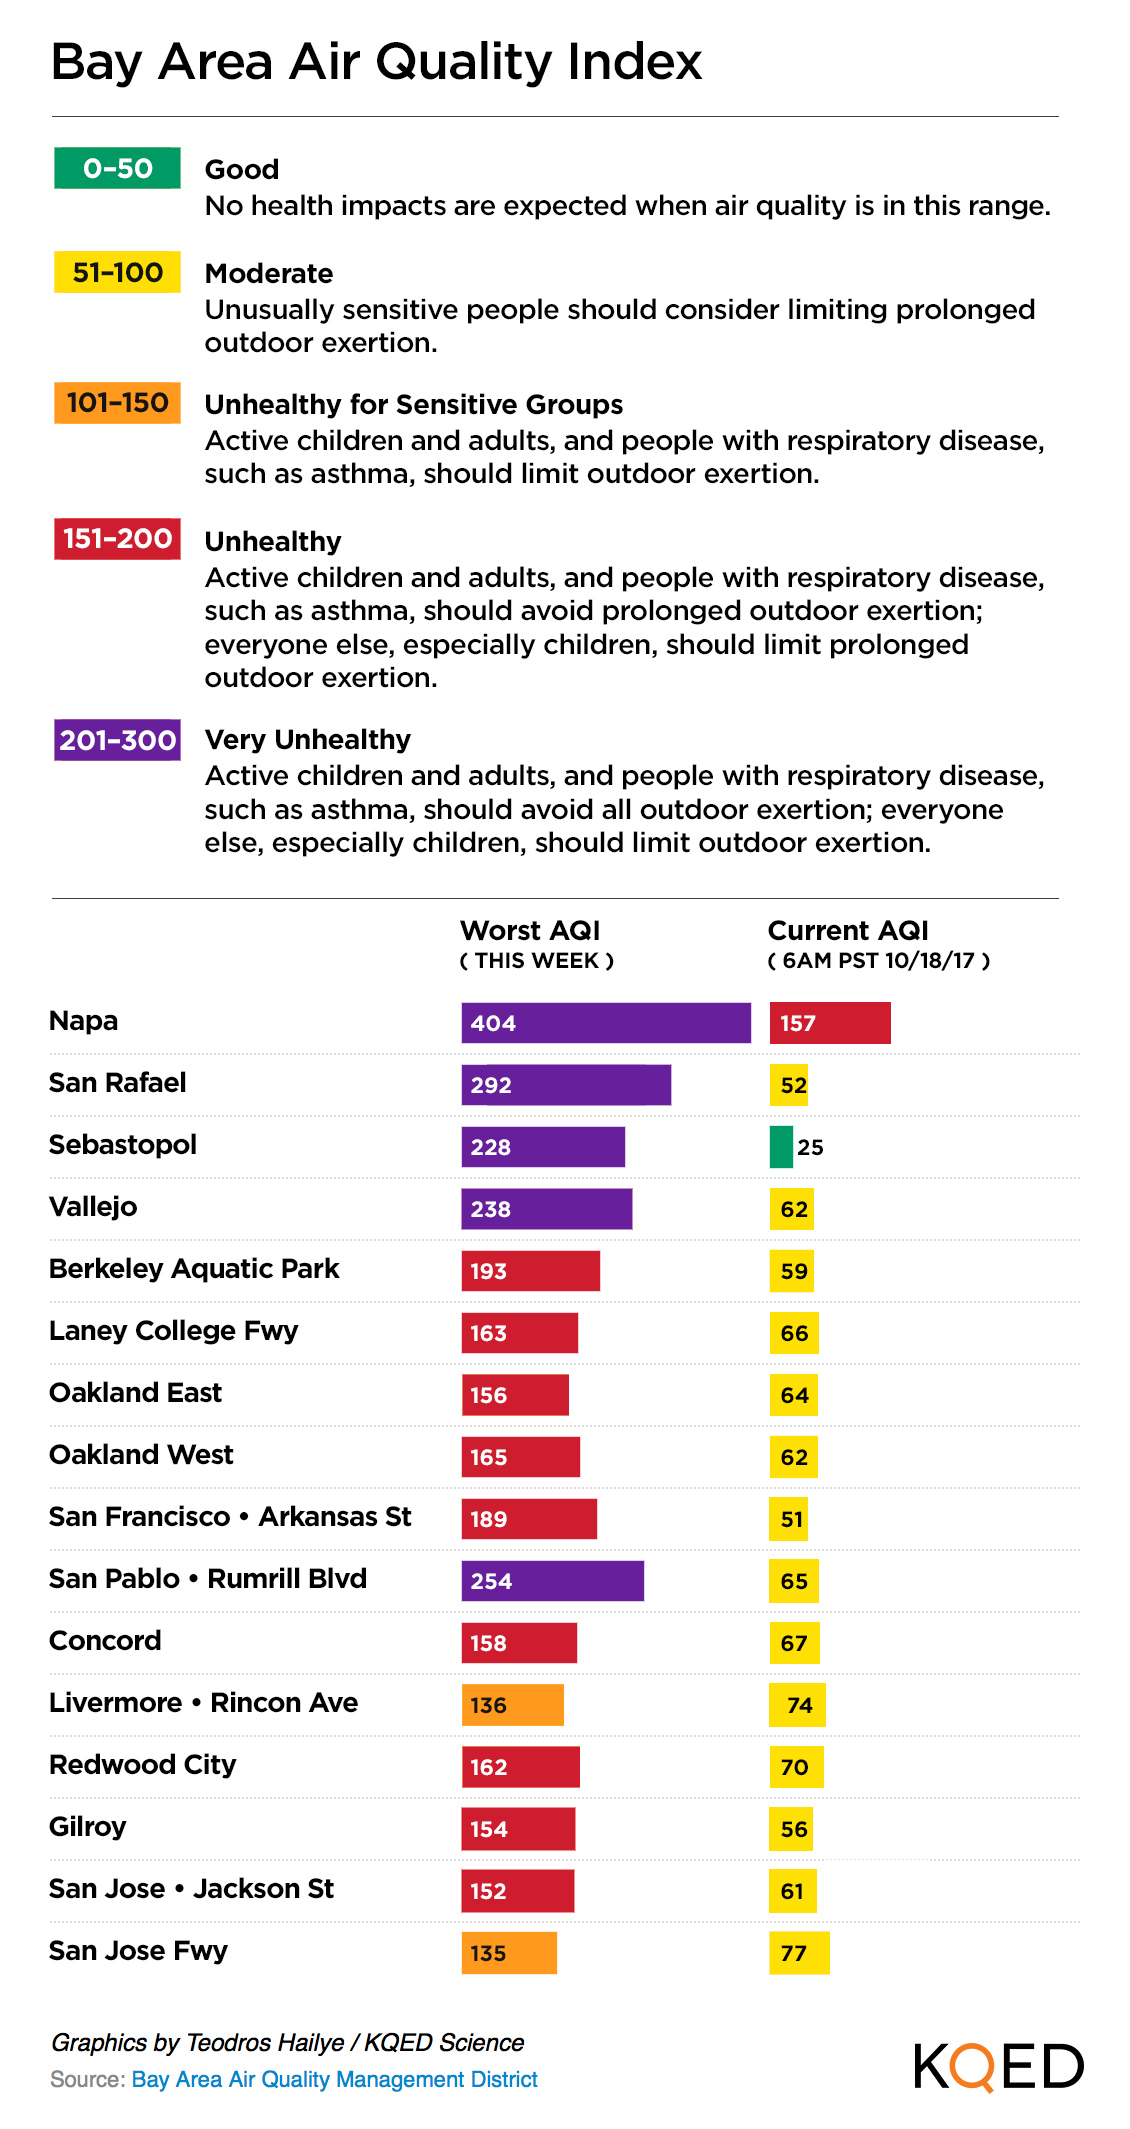 Bay Area Air Quality Index
0–50
Good
No health impacts are expected when air quality is in this range.
51–100
Moderate
Unusually sensitive people should consider limiting prolonged
outdoor exertion.
101–150
Unhealthy for Sensitive Groups
Active children and adults, and people with respiratory disease,
such as asthma, should limit outdoor exertion.
151–200
Unhealthy
Active children and adults, and people with respiratory disease,
such as asthma, should avoid prolonged outdoor exertion;
everyone else, especially children, should limit prolonged
outdoor exertion.
201–300
Very Unhealthy
Active children and adults, and people with respiratory disease,
such as asthma, should avoid all outdoor exertion; everyone
else, especially children, should limit outdoor exertion.
Worst AQI Current AQI
( THIS WEEK ) ( 6AM PST 10/18/17 )
Napa 404 157
San Rafael 292 52
Sebastopol 228 25
Vallejo 238 62
Berkeley Aquatic Park 193 59
Laney College Fwy 163 66
Oakland East 156 64
Oakland West 165 62
San Francisco • Arkansas St 189 51
San Pablo • Rumrill Blvd 254 65
Concord 158 67
Livermore • Rincon Ave 136 74
Redwood City 162 70
Gilroy 154 56
San Jose • Jackson St 152 61
San Jose Fwy 135 77
Graphics by Teodros Hailye / KQED Science
Source: Bay Area Air Quality Management District
KQED